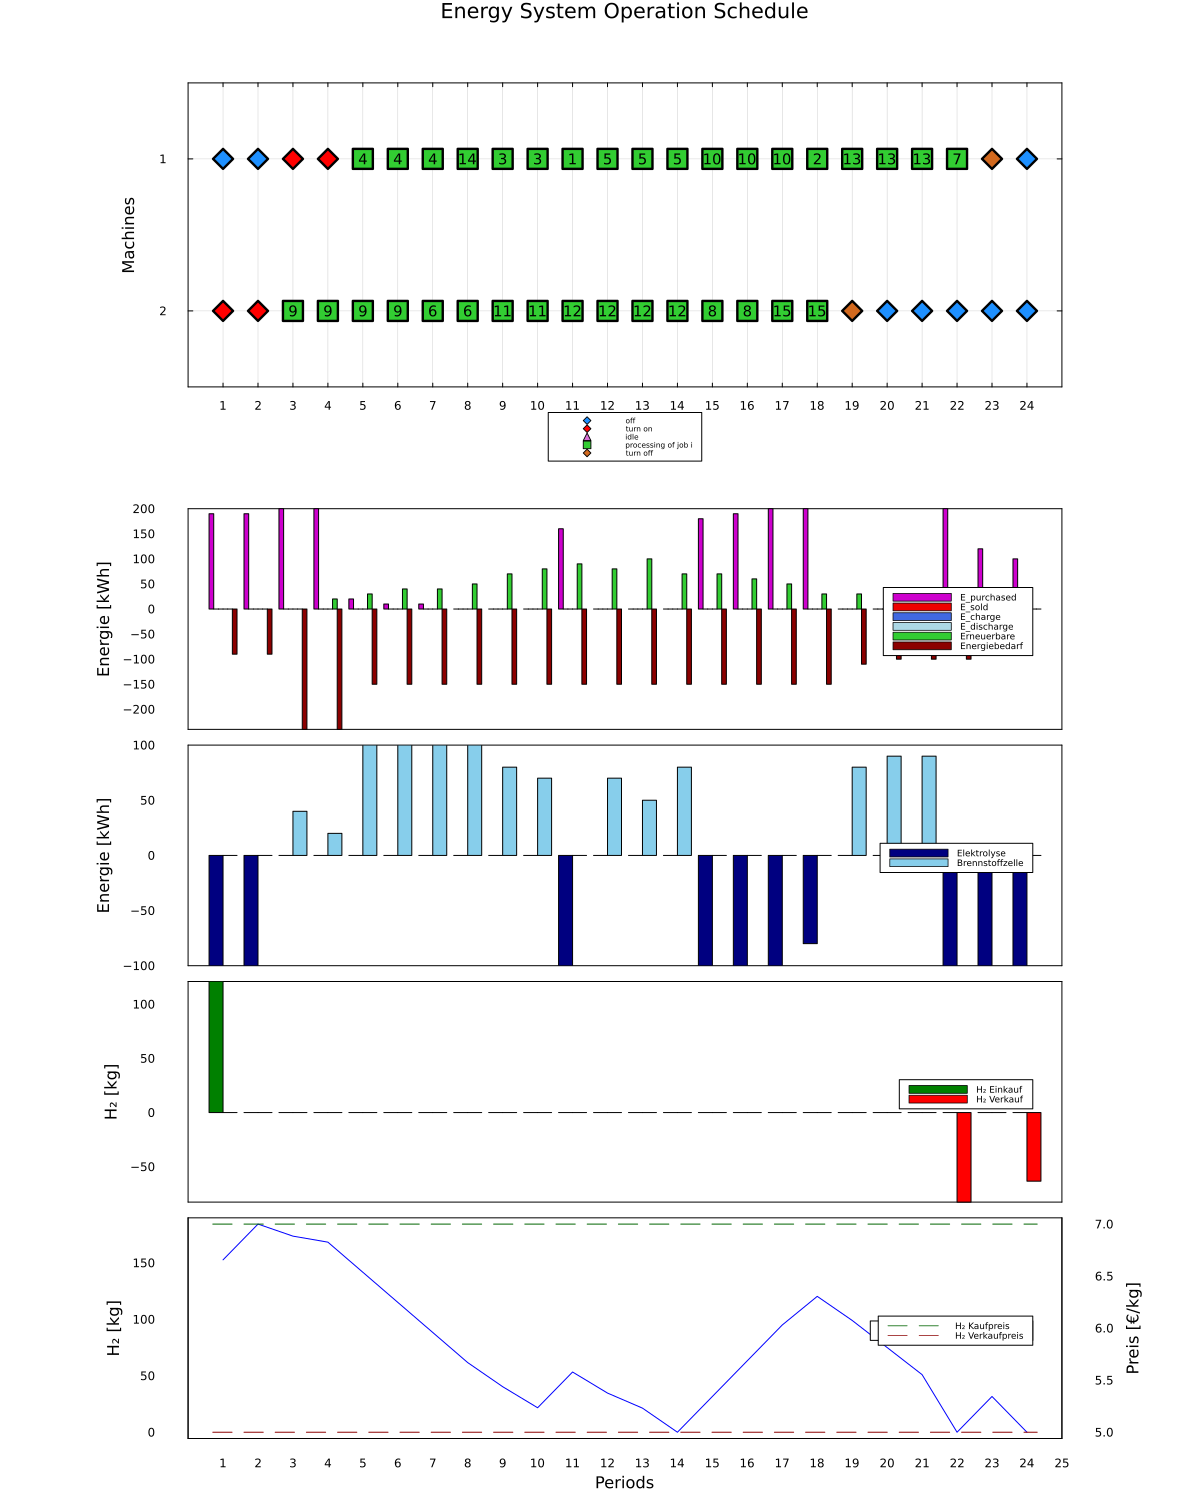 Energy System Operation Schedule
Machines
1
4 4 4 14 3 3 1 5 5 5 10 10 10 2 13 13 13 7
2
9 9 9 9 6 6 11 11 12 12 12 12 8 8 15 15
1 2 3 4 5 6 7 8 9 10 11 12 13 14 15 16 17 18 19 20 21 22 23 24
off
turn on
idle
processing of job i
turn off
Energie [kWh]
200
150
100
50
0
−50
−100
−150
−200
E_purchased
E_sold
E_charge
E_discharge
Erneuerbare
Energiebedarf
Energie [kWh]
100
50
0
−50
−100
Elektrolyse
Brennstoffzelle
H₂ [kg]
100
50
0
−50
H₂ Einkauf
H₂ Verkauf
H₂ [kg]
150
100
50
0
H₂ Kaufpreis
H₂ Verkaufpreis
7.0
6.5
6.0
5.5
5.0
Preis [€/kg]
1 2 3 4 5 6 7 8 9 10 11 12 13 14 15 16 17 18 19 20 21 22 23 24 25
Periods